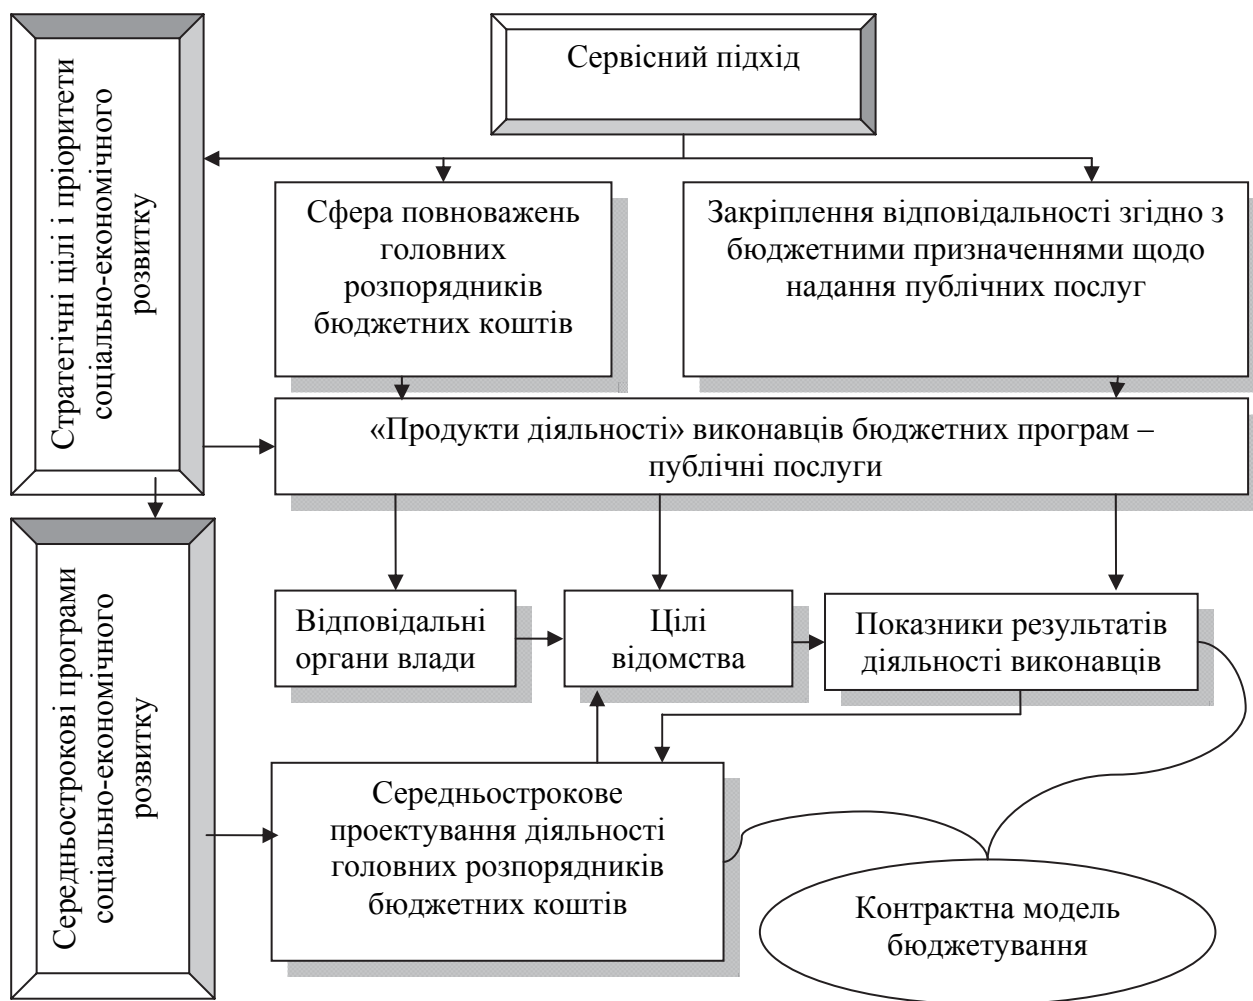 Сервісний підхід
Стратегічні цілі і пріоритети
соціально-економічного
розвитку
Сфера повноважень
головних
розпорядників
бюджетних коштів
Закріплення відповідальності згідно з
бюджетними призначеннями щодо
надання публічних послуг
«Продукти діяльності» виконавців бюджетних програм –
публічні послуги
Середньострокові програми
соціально-економічного
розвитку
Відповідальні
органи влади
Цілі
відомства
Показники результатів
діяльності виконавців
Середньострокове
проектування діяльності
головних розпорядників
бюджетних коштів
Контрактна модель
бюджетування